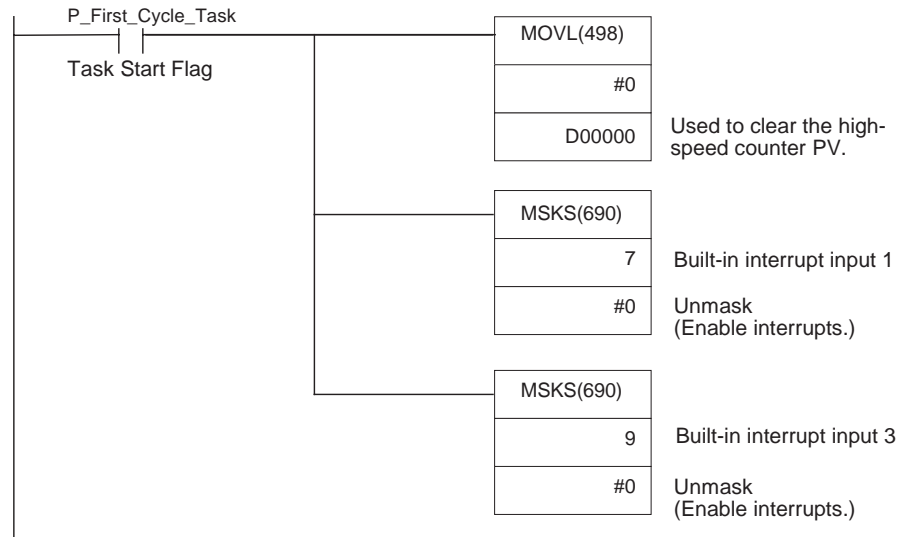 P_First_Cycle_Task
Task Start Flag
MOVL(498)
#0
D00000
Used to clear the high-
speed counter PV.
MSKS(690)
7
Built-in interrupt input 1
#0
Unmask
(Enable interrupts.)
MSKS(690)
9
Built-in interrupt input 3
#0
Unmask
(Enable interrupts.)